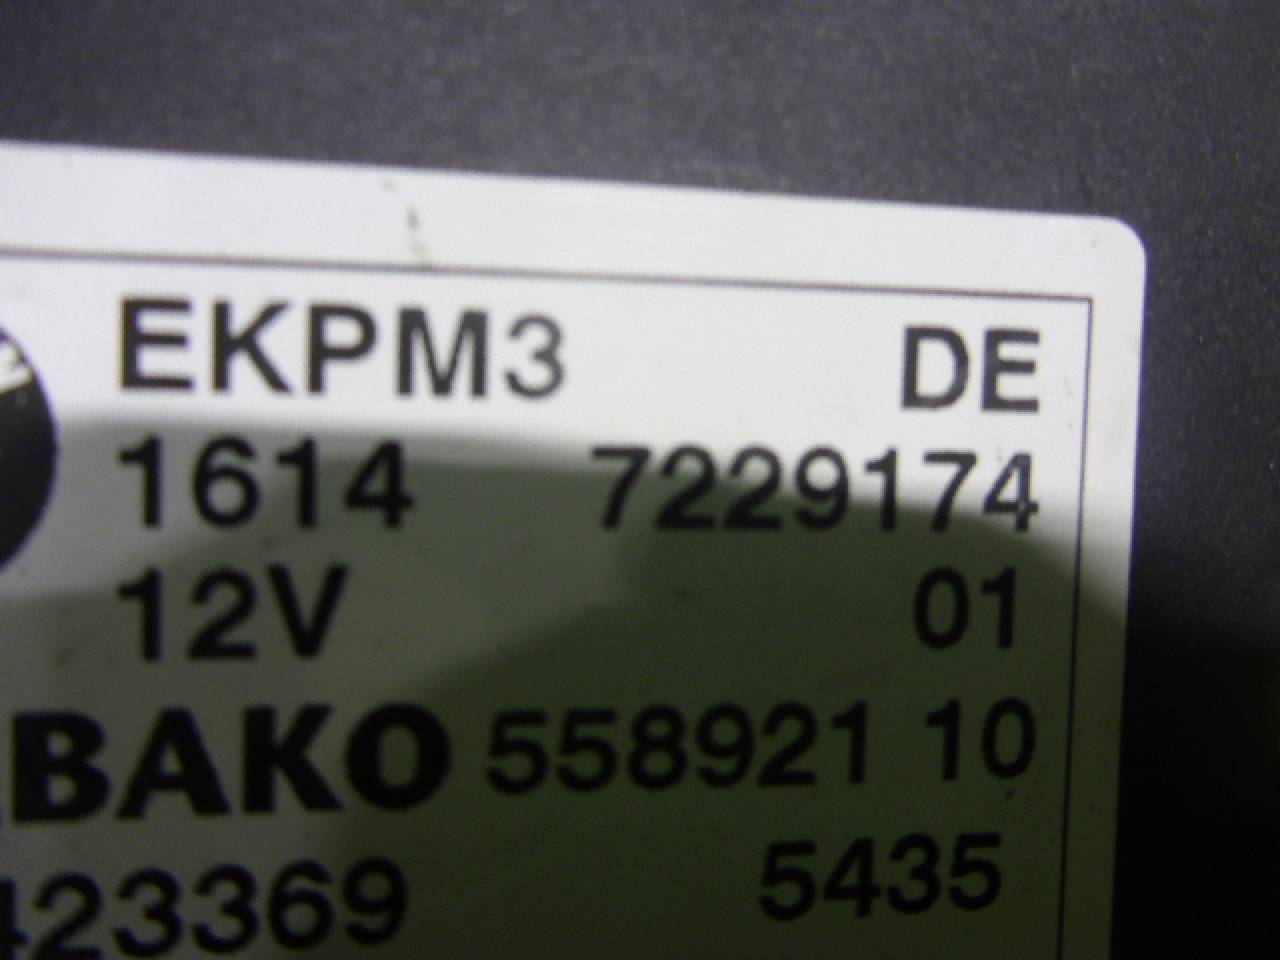 EKPM3 DE
1614 7229174
12V 01
BAKO 558921 10
423369 5435